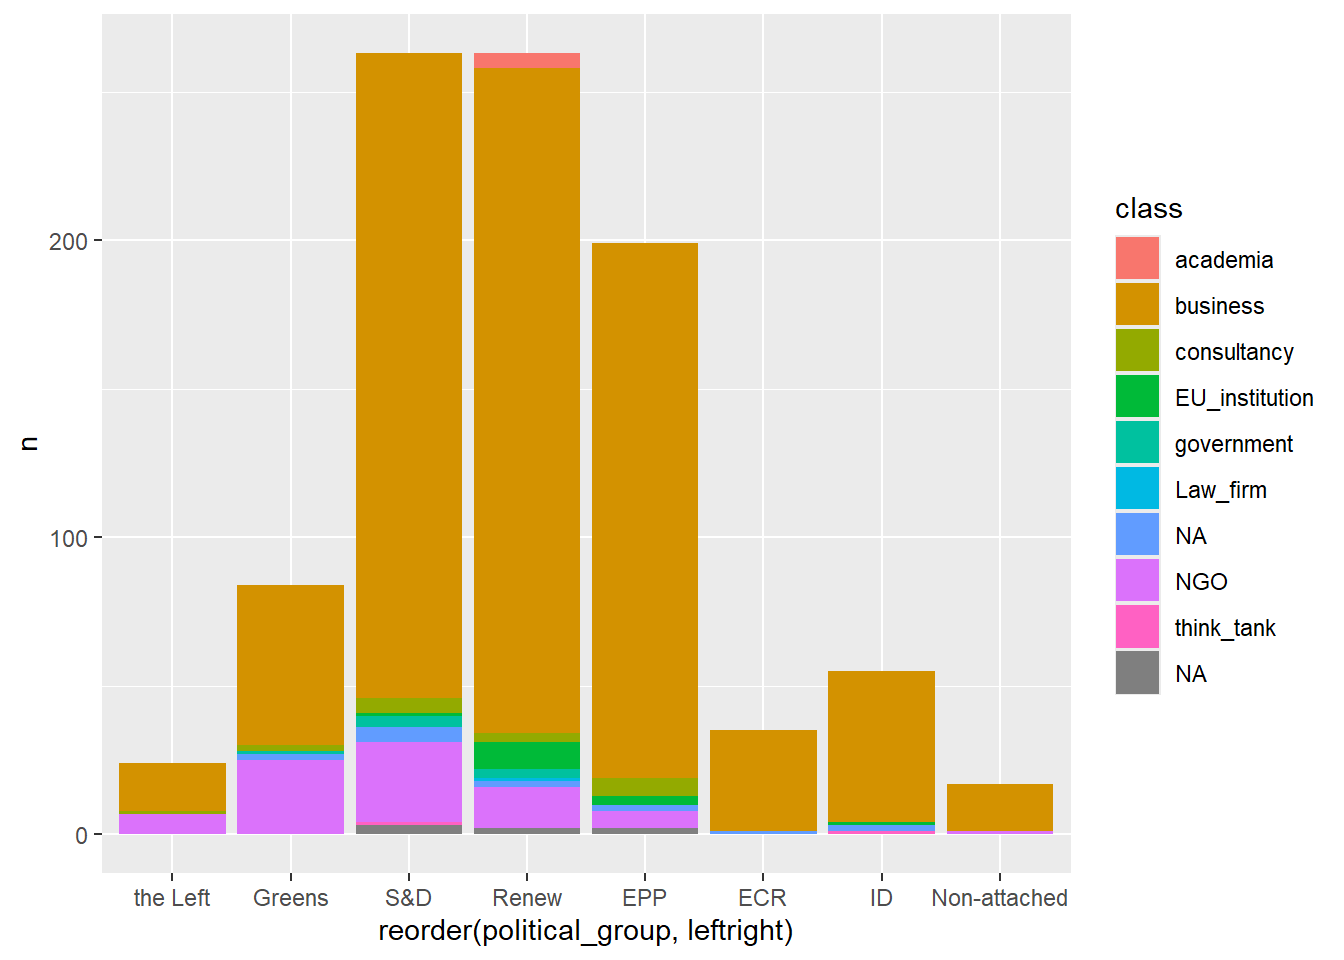 class
academia
business
consultancy
EU_institution
government
Law_firm
NA
NGO
think_tank
NA
n
200
100
0
the Left Greens S&D Renew EPP ECR ID Non-attached
reorder(political_group, leftright)